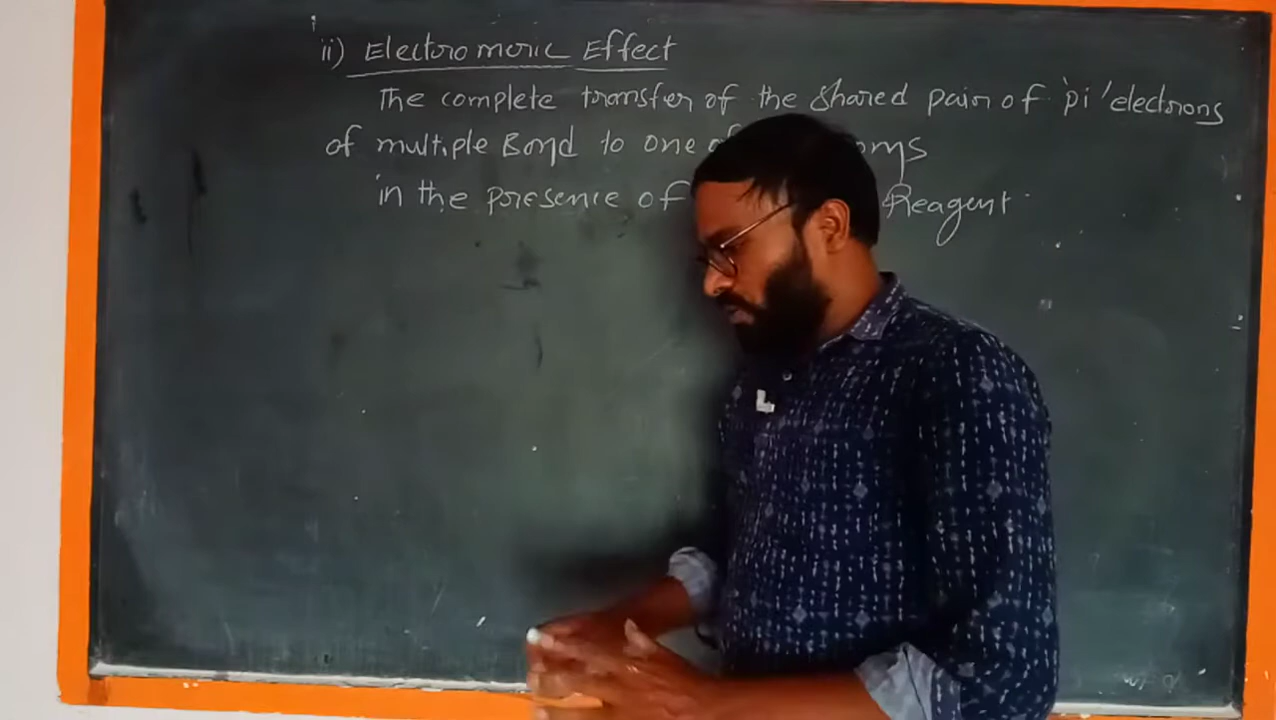 ii) Electromeric Effect
The complete transfer of the shared pair of 'pi' electrons
of multiple Bond to one of
in the presence of Reagent.